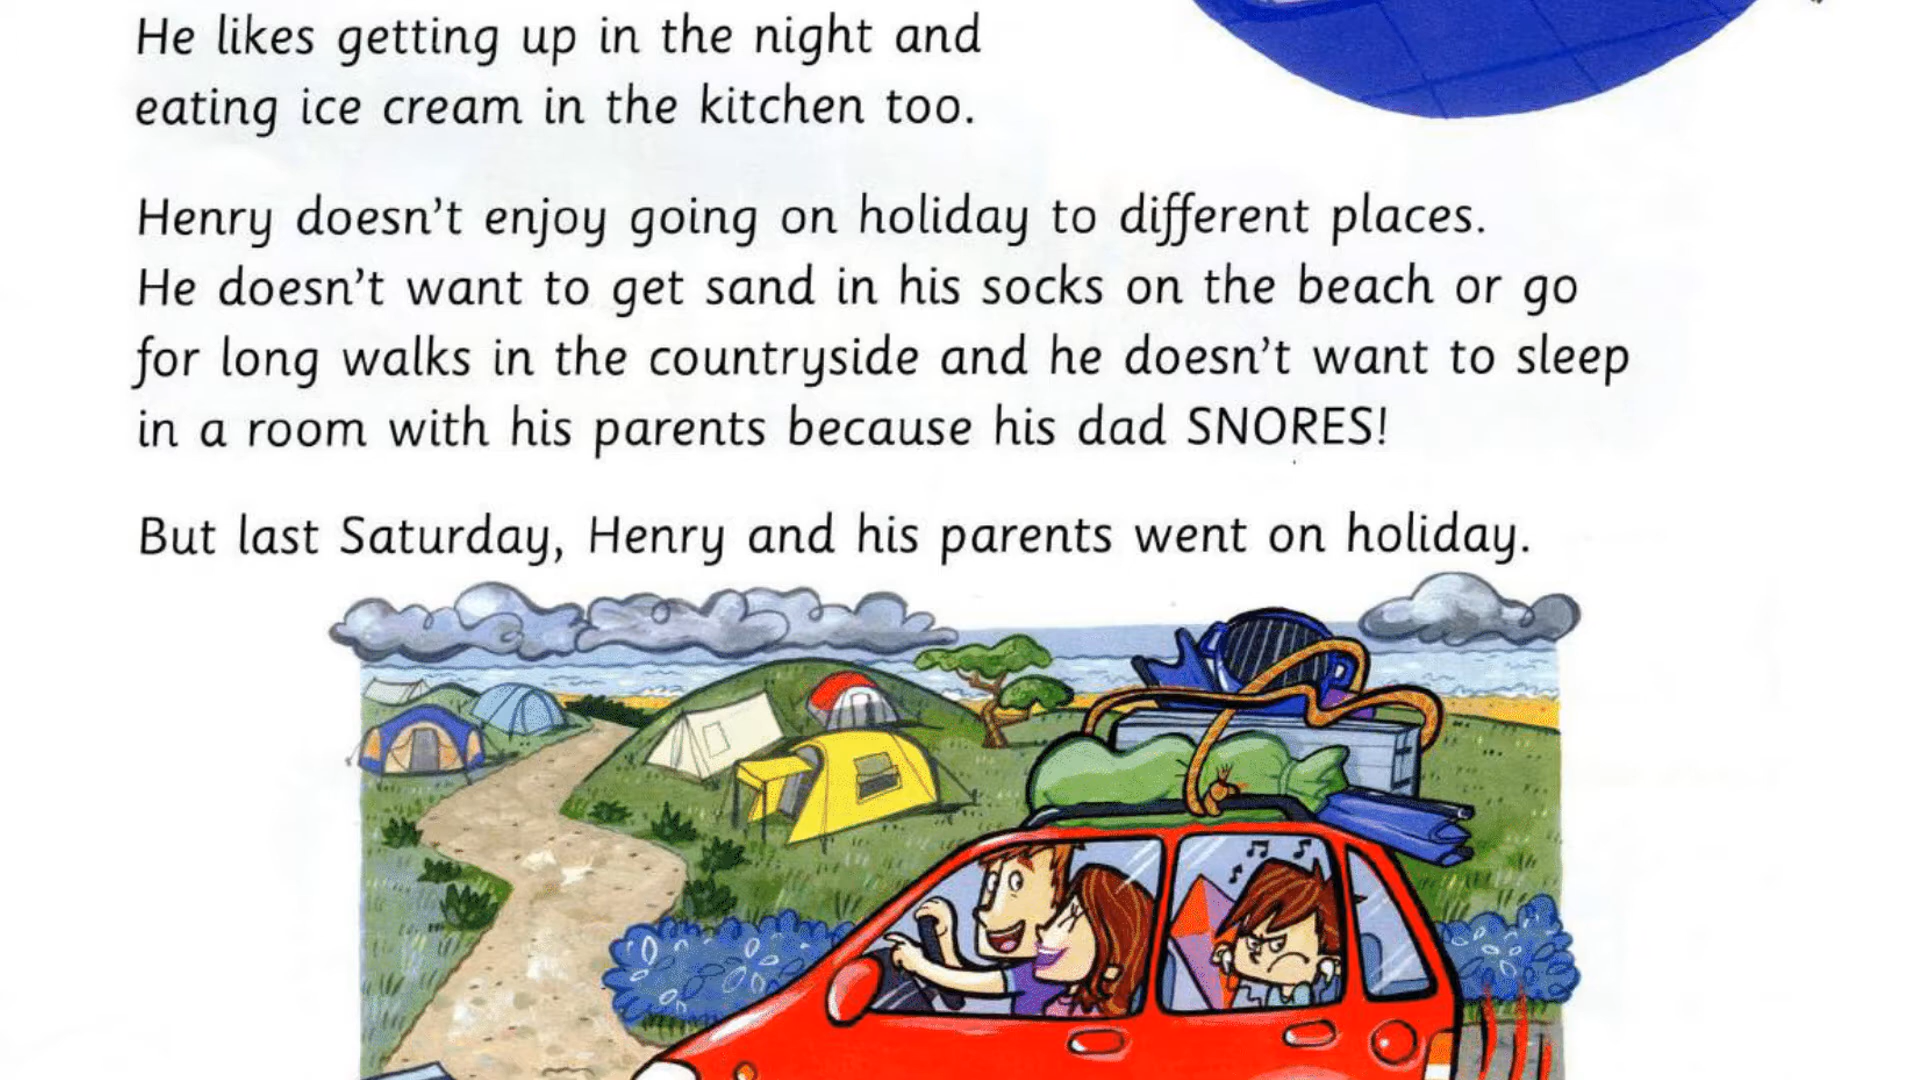 He likes getting up in the night and
eating ice cream in the kitchen too.
Henry doesn't enjoy going on holiday to different places.
He doesn't want to get sand in his socks on the beach or go
for long walks in the countryside and he doesn't want to sleep
in a room with his parents because his dad SNORES!
But last Saturday, Henry and his parents went on holiday.